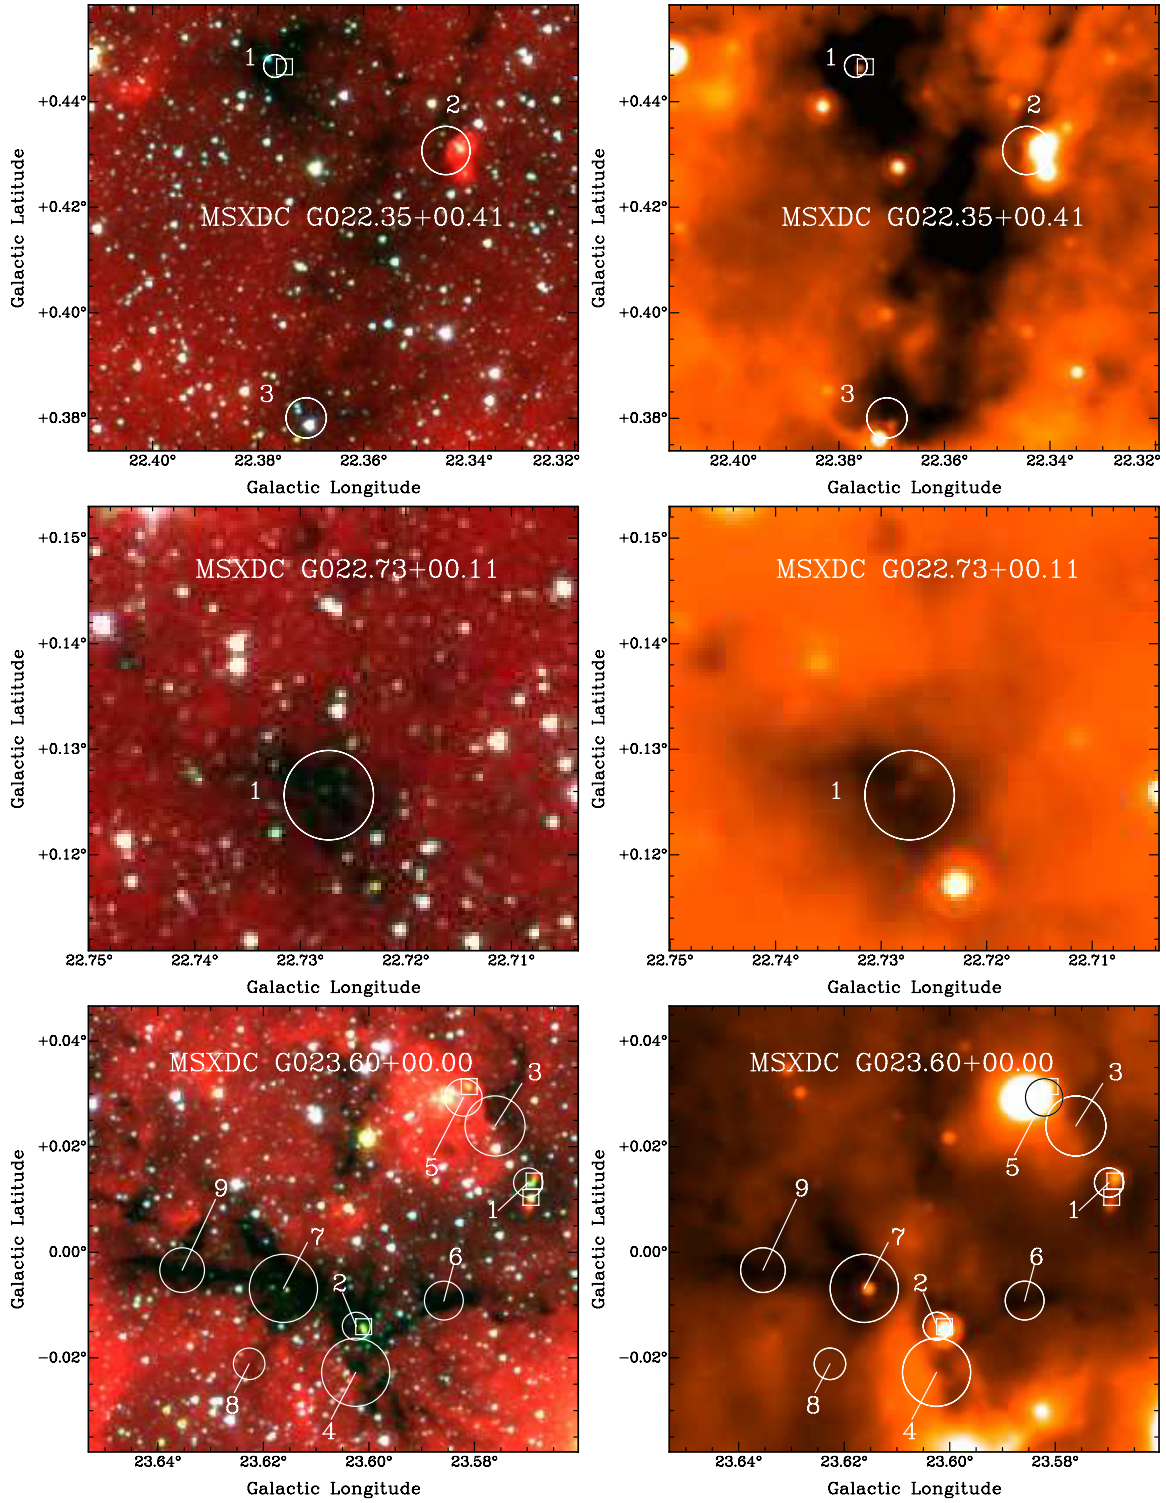 1
2
+0.44°
+0.42°
+0.40°
+0.38°
MSXDC G022.35+00.41
3
22.40° 22.38° 22.36° 22.34° 22.32°
Galactic Longitude
Galactic Latitude
1
2
+0.44°
+0.42°
+0.40°
+0.38°
MSXDC G022.35+00.41
3
22.40° 22.38° 22.36° 22.34° 22.32°
Galactic Longitude
Galactic Latitude
MSXDC G022.73+00.11
+0.15°
+0.14°
+0.13°
+0.12°
1
22.75° 22.74° 22.73° 22.72° 22.71°
Galactic Longitude
Galactic Latitude
MSXDC G022.73+00.11
+0.15°
+0.14°
+0.13°
+0.12°
1
22.75° 22.74° 22.73° 22.72° 22.71°
Galactic Longitude
Galactic Latitude
MSXDC G023.60+00.00
+0.04°
+0.02°
0.00°
−0.02°
3
5
9
1
7
6
2
8
4
23.64° 23.62° 23.60° 23.58°
Galactic Longitude
Galactic Latitude
MSXDC G023.60+00.00
+0.04°
+0.02°
0.00°
−0.02°
3
5
9
1
7
6
2
8
4
23.64° 23.62° 23.60° 23.58°
Galactic Longitude
Galactic Latitude